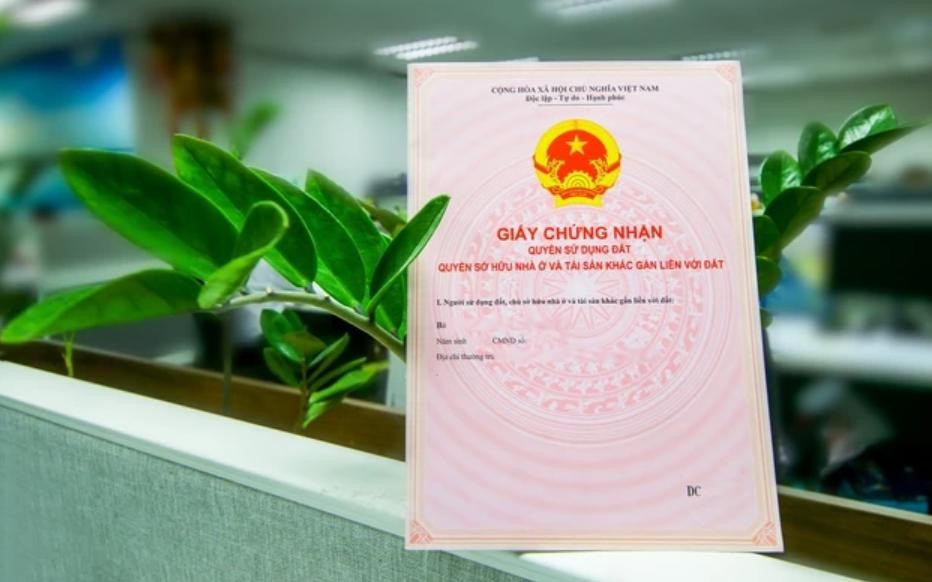 CỘNG HÒA XÃ HỘI CHỦ NGHĨA VIỆT NAM
Độc lập - Tự do - Hạnh phúc
GIẤY CHỨNG NHẬN
QUYỀN SỬ DỤNG ĐẤT
QUYỀN SỞ HỮU NHÀ Ở VÀ TÀI SẢN KHÁC GẮN LIỀN VỚI ĐẤT
I. Người sử dụng đất, chủ sở hữu nhà ở và tài sản khác gắn liền với đất:
Bà
Năm sinh CMND số:
Địa chỉ thường trú
DC